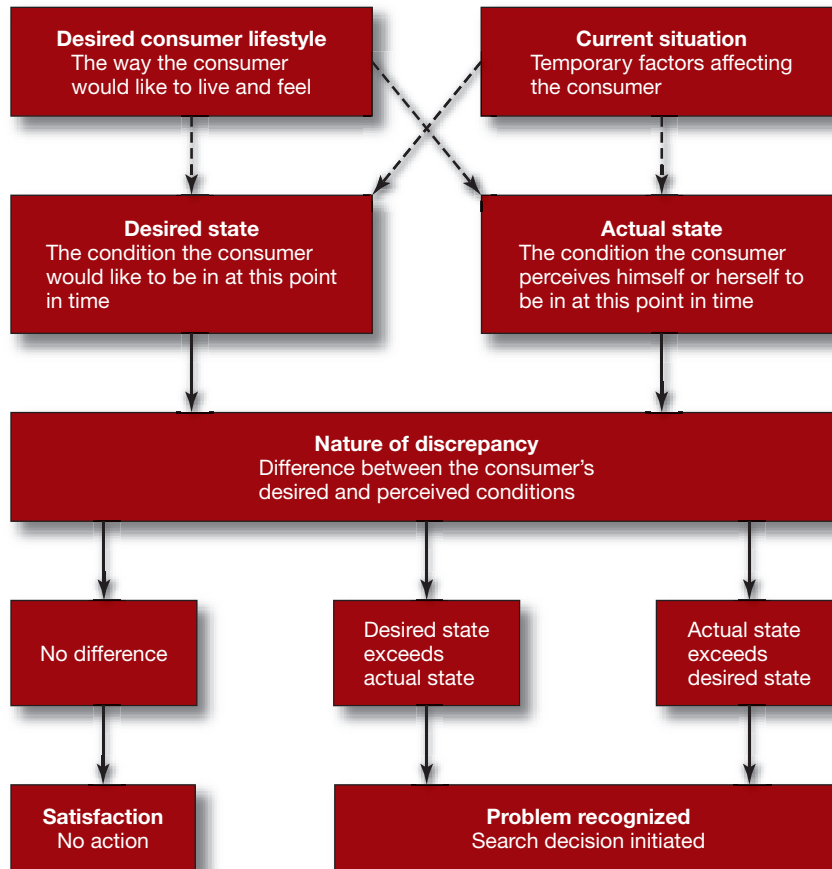 Desired consumer lifestyle
The way the consumer
would like to live and feel
Current situation
Temporary factors affecting
the consumer
Desired state
The condition the consumer
would like to be in at this point
in time
Actual state
The condition the consumer
perceives himself or herself to
be in at this point in time
Nature of discrepancy
Difference between the consumer’s
desired and perceived conditions
No difference
Desired state
exceeds
actual state
Actual state
exceeds
desired state
Satisfaction
No action
Problem recognized
Search decision initiated